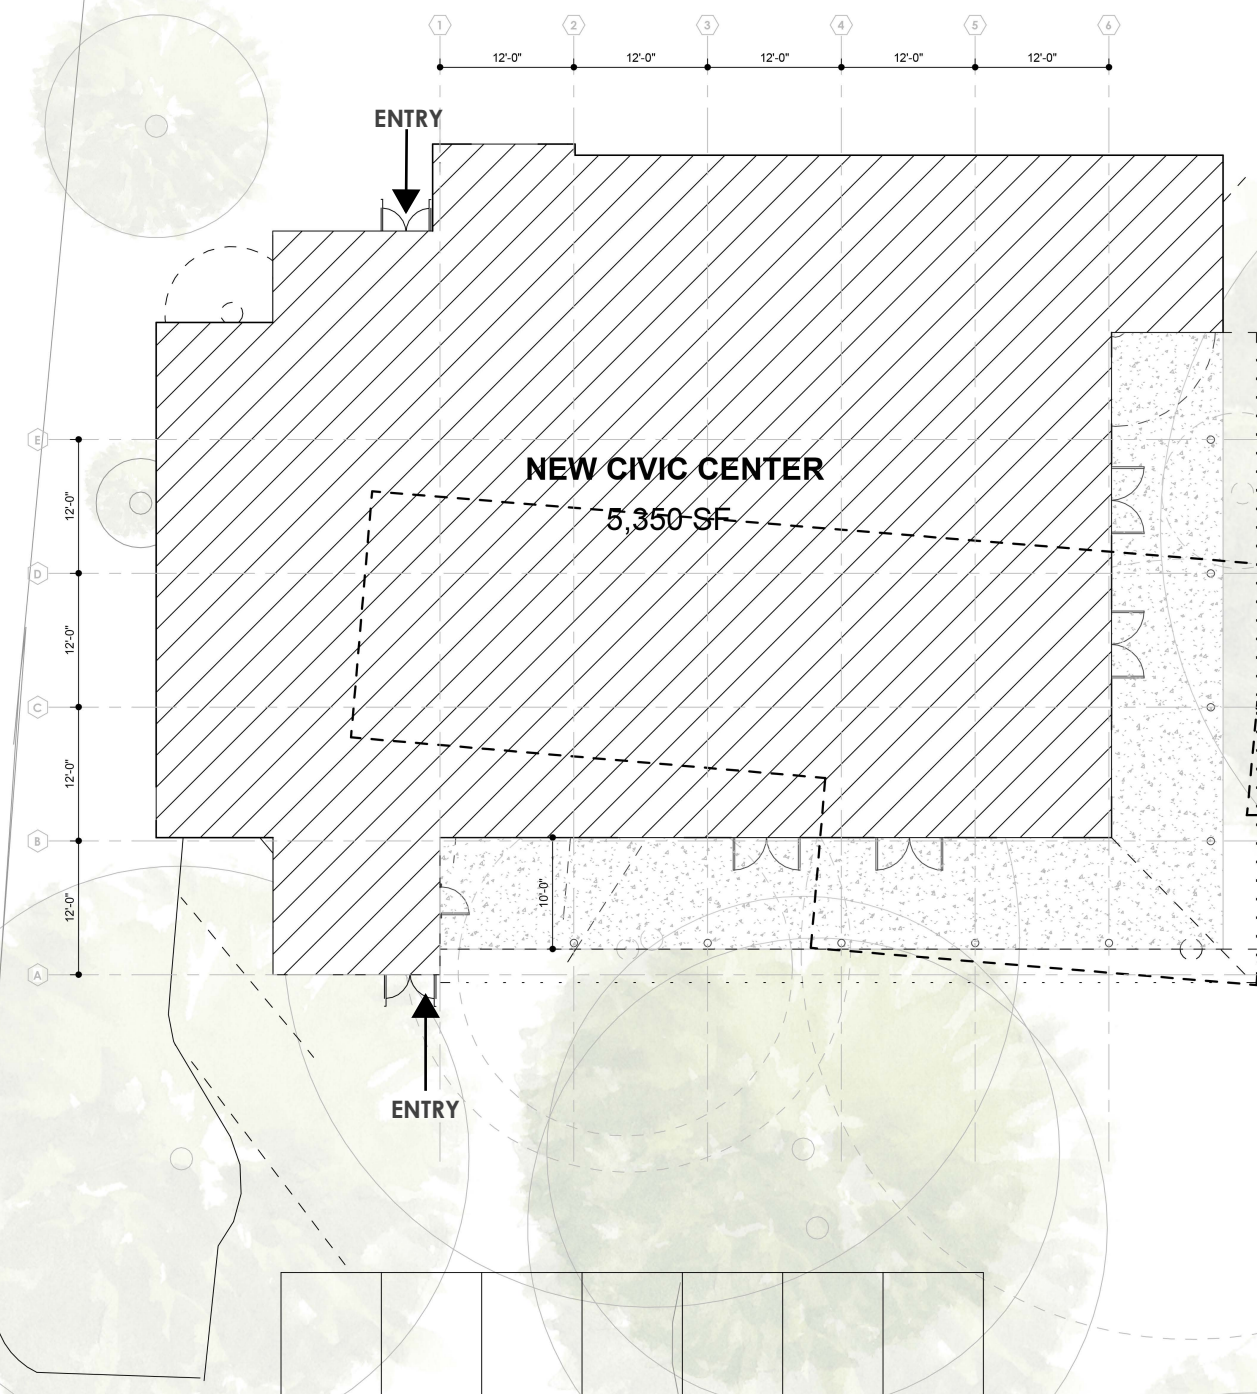 1 2 3 4 5 6
12'-0" 12'-0" 12'-0" 12'-0" 12'-0"
ENTRY
E
NEW CIVIC CENTER
12'-0"
5,350 SF
D
12'-0"
C
12'-0"
B
12'-0"
10'-0"
A
ENTRY